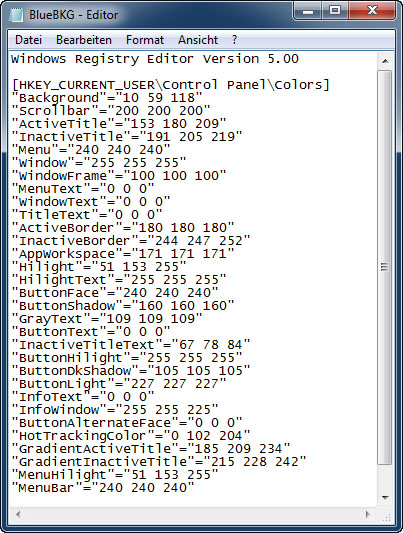 BlueBKG - Editor
Datei Bearbeiten Format Ansicht ?
Windows Registry Editor Version 5.00
[HKEY_CURRENT_USER\Control Panel\Colors]
"Background"="10 59 118"
"Scrollbar"="200 200 200"
"ActiveTitle"="153 180 209"
"InactiveTitle"="191 205 219"
"Menu"="240 240 240"
"Window"="255 255 255"
"WindowFrame"="100 100 100"
"MenuText"="0 0 0"
"WindowText"="0 0 0"
"TitleText"="0 0 0"
"ActiveBorder"="180 180 180"
"InactiveBorder"="244 247 252"
"AppWorkspace"="171 171 171"
"Hilight"="51 153 255"
"HilightText"="255 255 255"
"ButtonFace"="240 240 240"
"ButtonShadow"="160 160 160"
"GrayText"="109 109 109"
"ButtonText"="0 0 0"
"InactiveTitleText"="67 78 84"
"ButtonHilight"="255 255 255"
"ButtonDkShadow"="105 105 105"
"ButtonLight"="227 227 227"
"InfoText"="0 0 0"
"InfoWindow"="255 255 225"
"ButtonAlternateFace"="0 0 0"
"HotTrackingColor"="0 102 204"
"GradientActiveTitle"="185 209 234"
"GradientInactiveTitle"="215 228 242"
"MenuHilight"="51 153 255"
"MenuBar"="240 240 240"